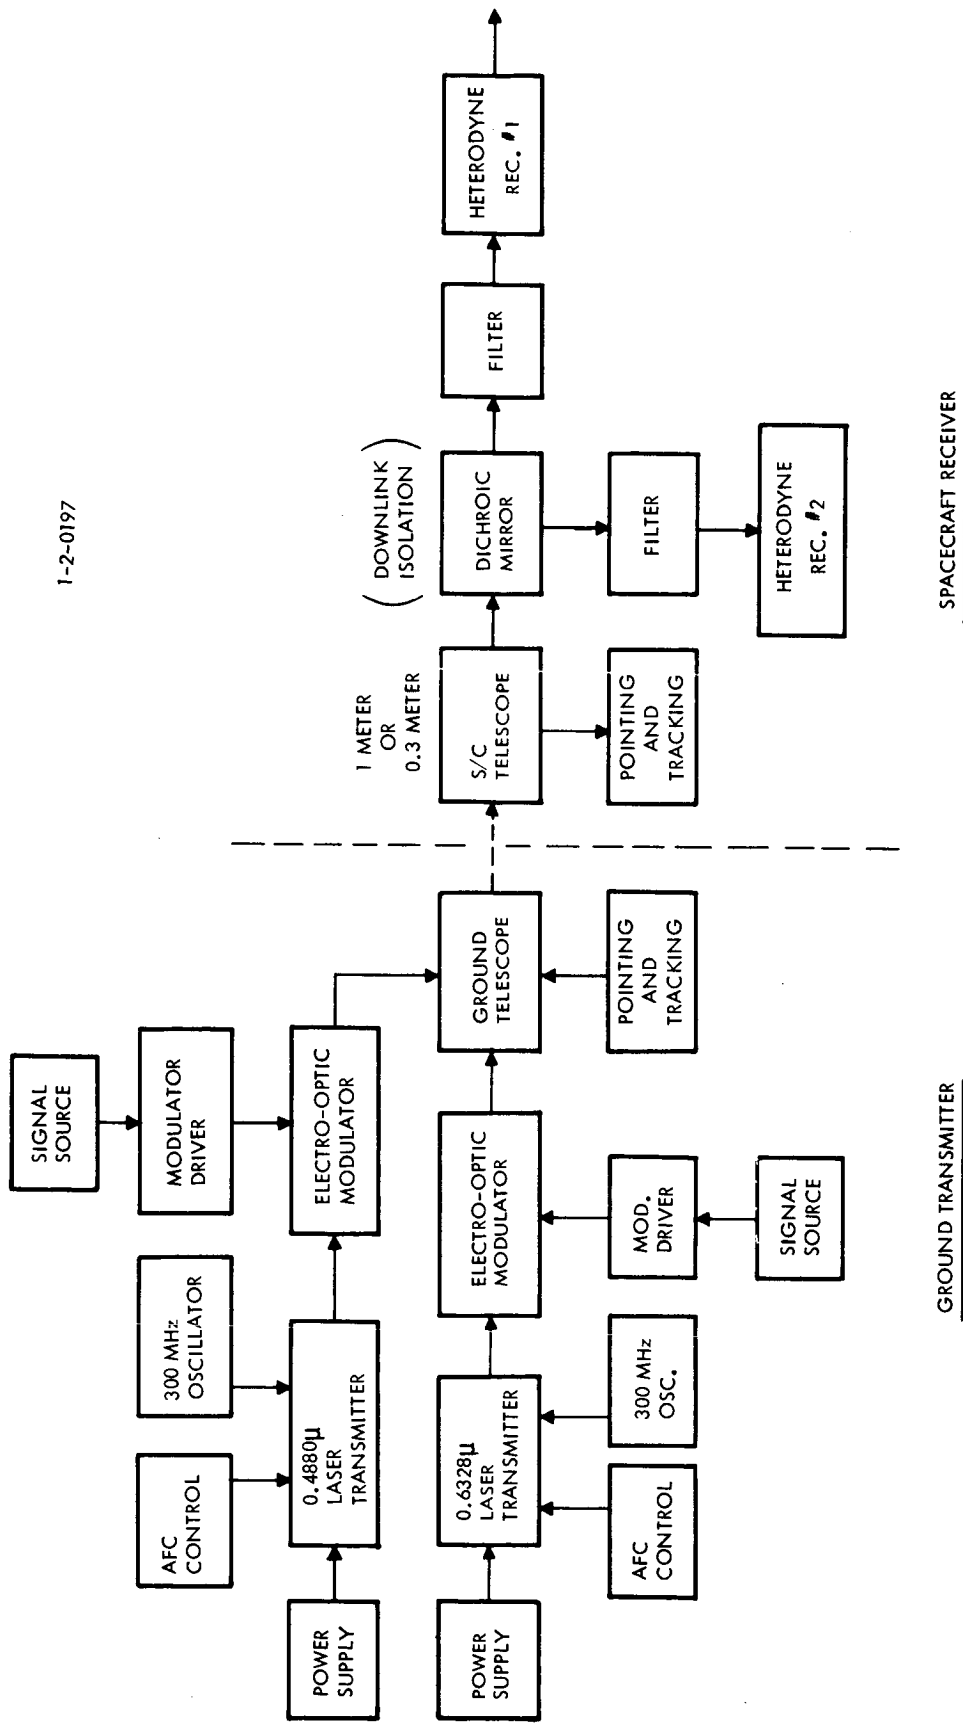 1-2-0197
SIGNAL
SOURCE
MODULATOR
DRIVER
300 MHz
OSCILLATOR
AFC
CONTROL
POWER
SUPPLY
0.4880µ
LASER
TRANSMITTER
ELECTRO-OPTIC
MODULATOR
POWER
SUPPLY
0.6328µ
LASER
TRANSMITTER
ELECTRO-OPTIC
MODULATOR
GROUND
TELESCOPE
1 METER
OR
0.3 METER
S/C
TELESCOPE
(DOWNLINK
ISOLATION)
DICHROIC
MIRROR
FILTER
HETERODYNE
REC. #1
AFC
CONTROL
300 MHz
OSC.
MOD.
DRIVER
SIGNAL
SOURCE
POINTING
AND
TRACKING
POINTING
AND
TRACKING
FILTER
HETERODYNE
REC. #2
GROUND TRANSMITTER
SPACECRAFT RECEIVER